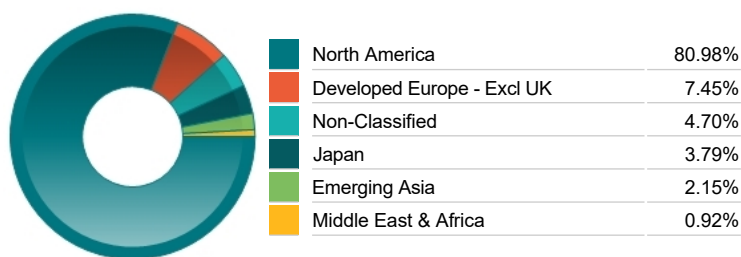 North America 80.98%
Developed Europe - Excl UK 7.45%
Non-Classified 4.70%
Japan 3.79%
Emerging Asia 2.15%
Middle East & Africa 0.92%